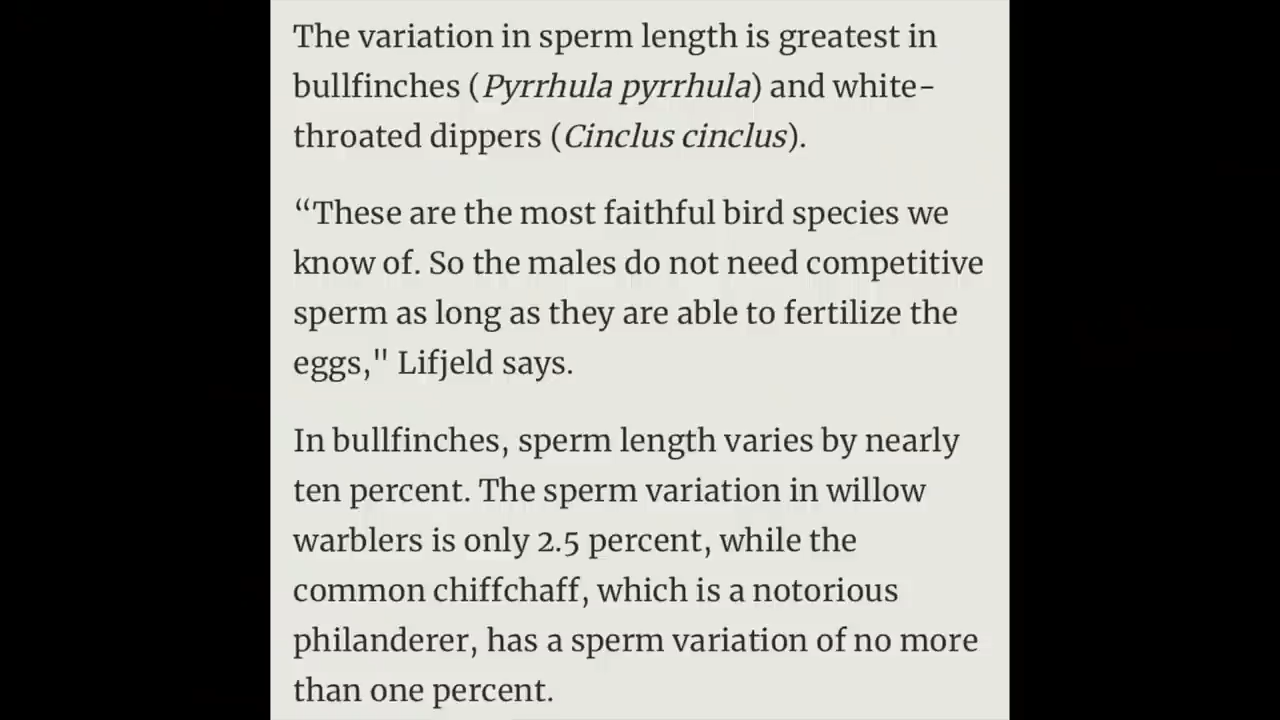 The variation in sperm length is greatest in
bullfinches (Pyrrhula pyrrhula) and white-
throated dippers (Cinclus cinclus).
“These are the most faithful bird species we
know of. So the males do not need competitive
sperm as long as they are able to fertilize the
eggs," Lifjeld says.
In bullfinches, sperm length varies by nearly
ten percent. The sperm variation in willow
warblers is only 2.5 percent, while the
common chiffchaff, which is a notorious
philanderer, has a sperm variation of no more
than one percent.